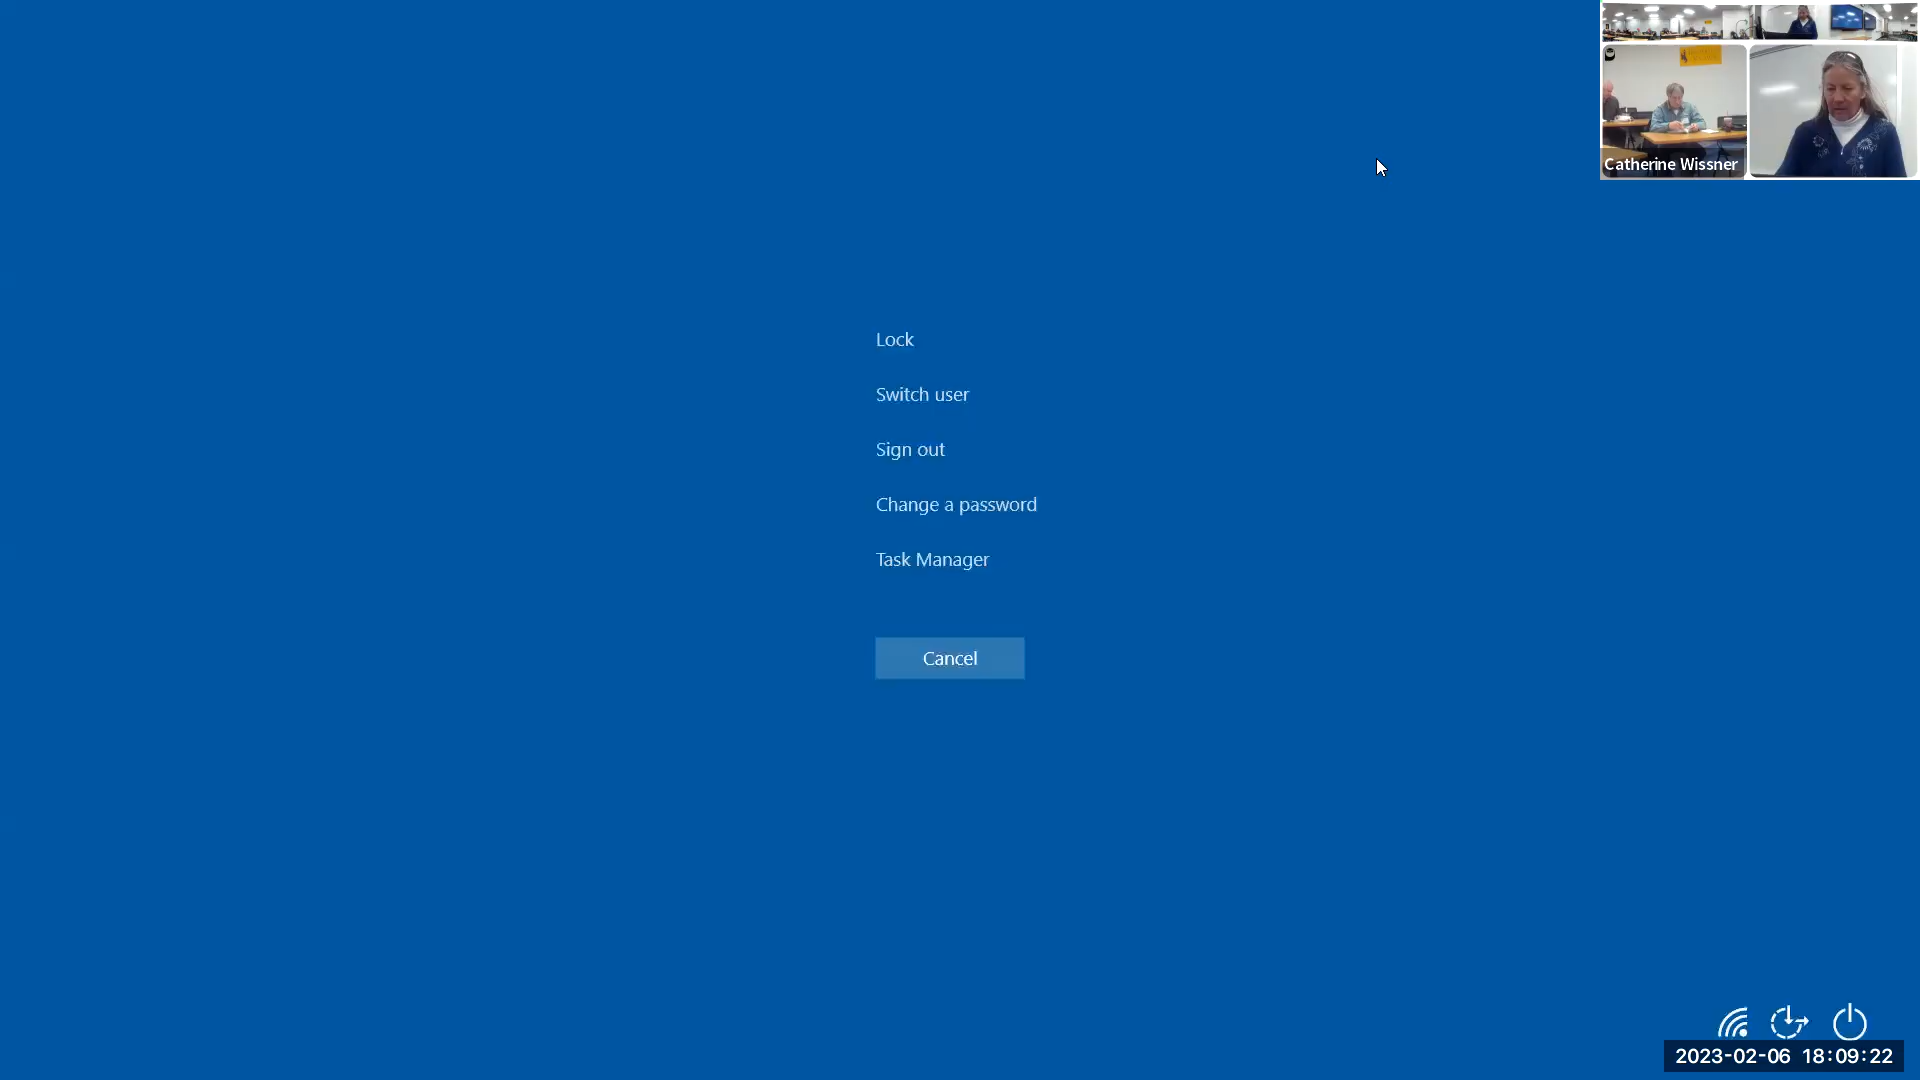 Catherine Wissner
Lock
Switch user
Sign out
Change a password
Task Manager
Cancel
2023-02-06 18:09:22